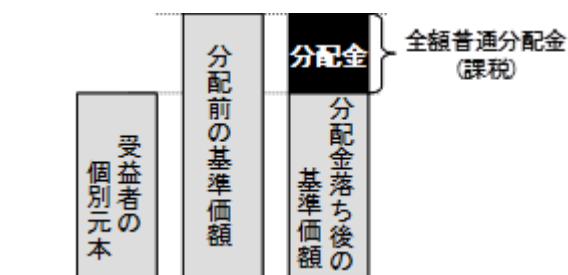 受益者の
個別元本
分配前の基準価額
分配金
分配金落ち後の
基準価額
全額普通分配金
(課税)